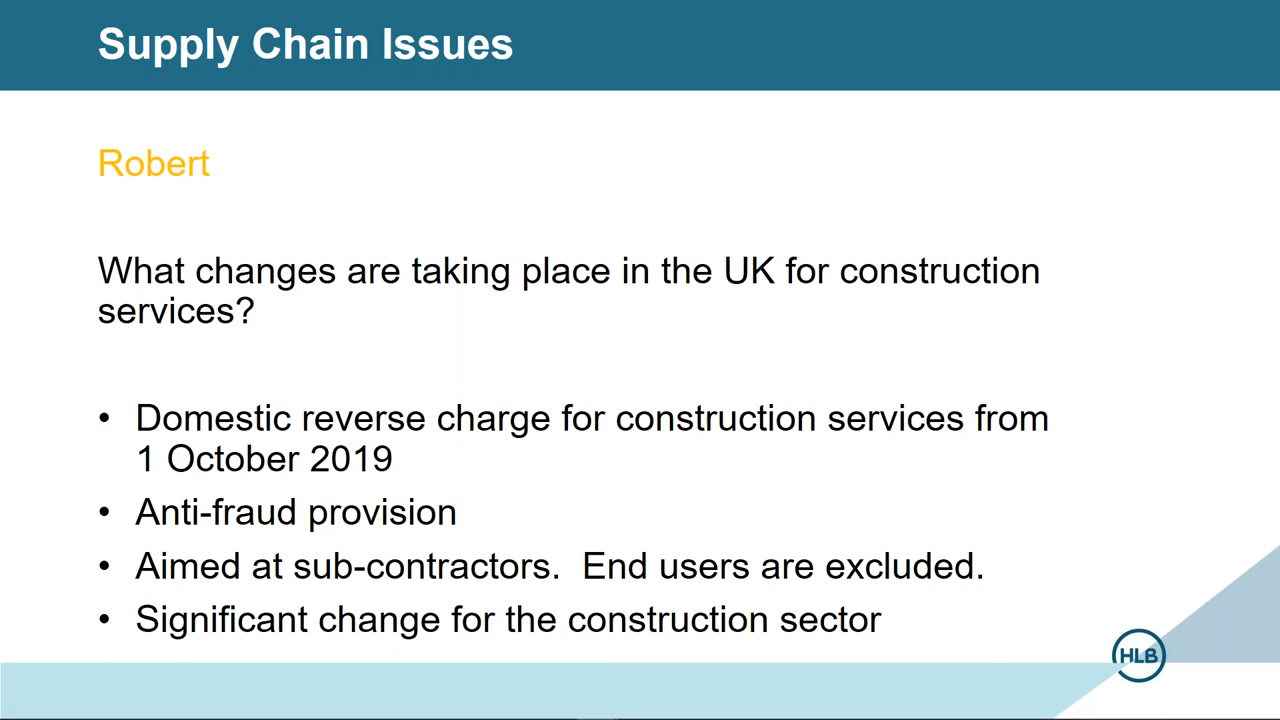 Supply Chain Issues
Robert
What changes are taking place in the UK for construction
services?
• Domestic reverse charge for construction services from
1 October 2019
• Anti-fraud provision
• Aimed at sub-contractors.  End users are excluded.
• Significant change for the construction sector
HLB